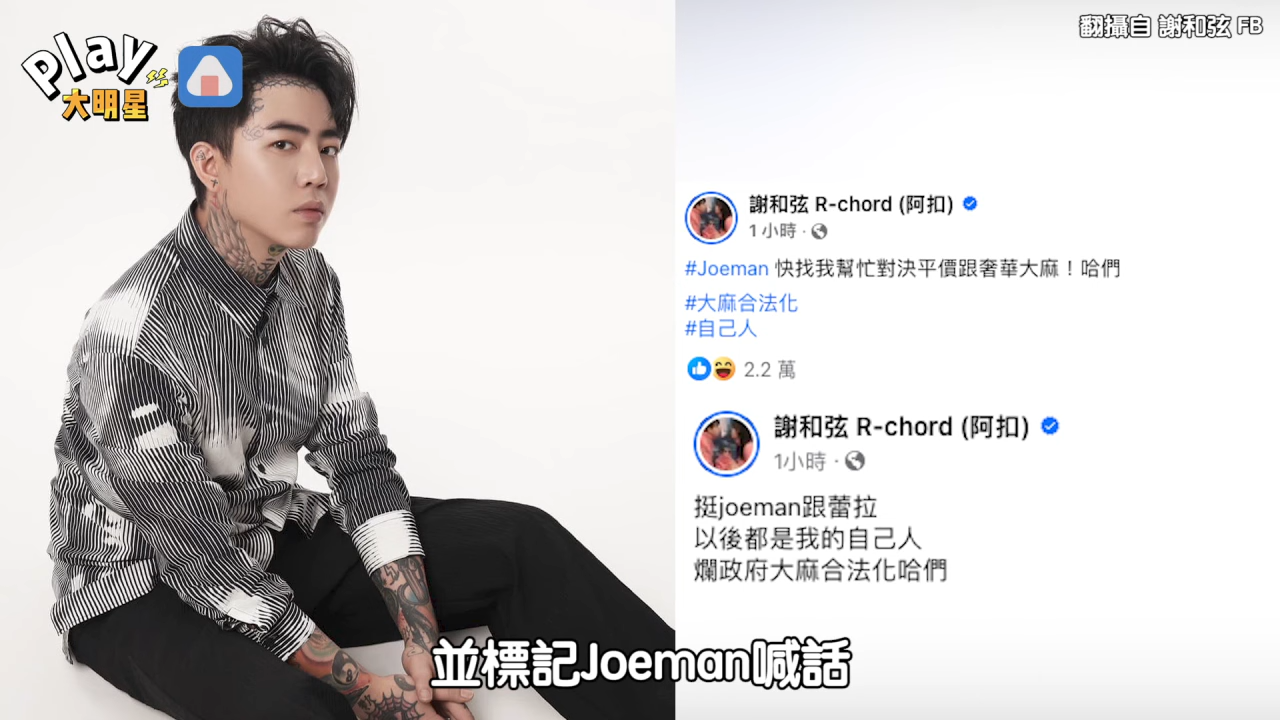 Play
大明星
翻攝自 謝和弦 FB
謝和弦 R-chord (阿扣)
1 小時 ·
#Joeman 快找我幫忙對決平價跟奢華大麻！哈們
#大麻合法化
#自己人
2.2 萬
謝和弦 R-chord (阿扣)
1小時 ·
挺joeman跟蕾拉
以後都是我的自己人
爛政府大麻合法化哈們
並標記Joeman喊話